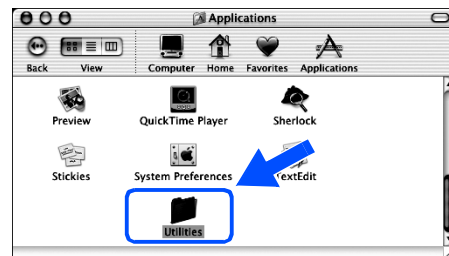 Applications
Back View Computer Home Favorites Applications
Preview QuickTime Player Sherlock
Stickies System Preferences TextEdit
Utilities